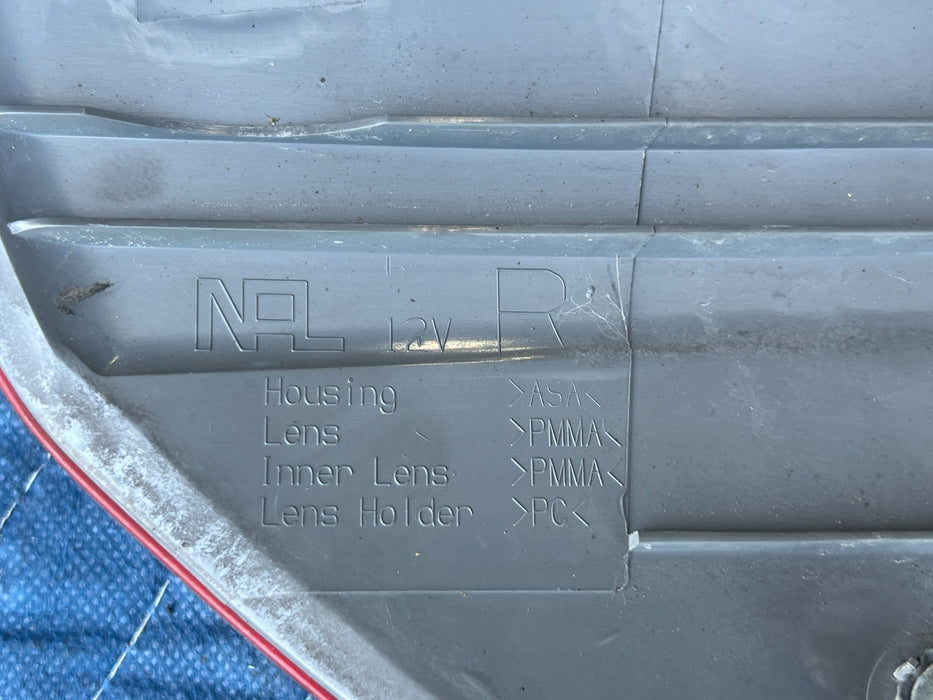 NAL 12V R
Housing >ASA<
Lens >PMMA<
Inner Lens >PMMA<
Lens Holder >PC<